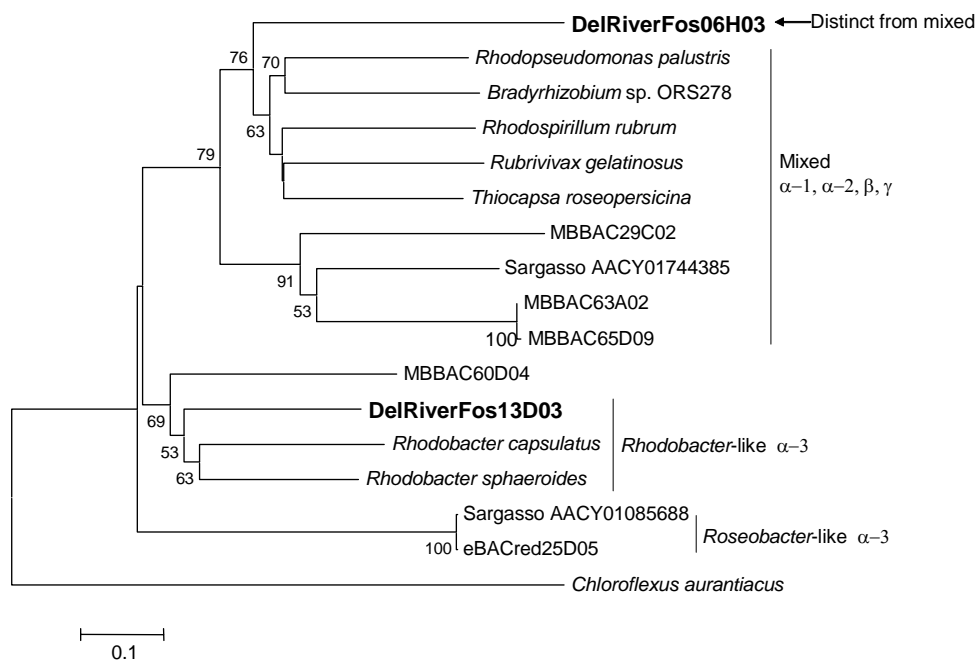 DelRiverFos06H03
Distinct from mixed
76
70
Rhodopseudomonas palustris
Bradyrhizobium sp. ORS278
63
Rhodospirillum rubrum
79
Rubrivivax gelatinosus
Mixed
α−1, α−2, β, γ
Thiocapsa roseopersicina
MBBAC29C02
91
Sargasso AACY01744385
53
MBBAC63A02
100
MBBAC65D09
MBBAC60D04
69
DelRiverFos13D03
53
Rhodobacter capsulatus
Rhodobacter-like α−3
63
Rhodobacter sphaeroides
Sargasso AACY01085688
Roseobacter-like α−3
100
eBACred25D05
Chloroflexus aurantiacus
0.1